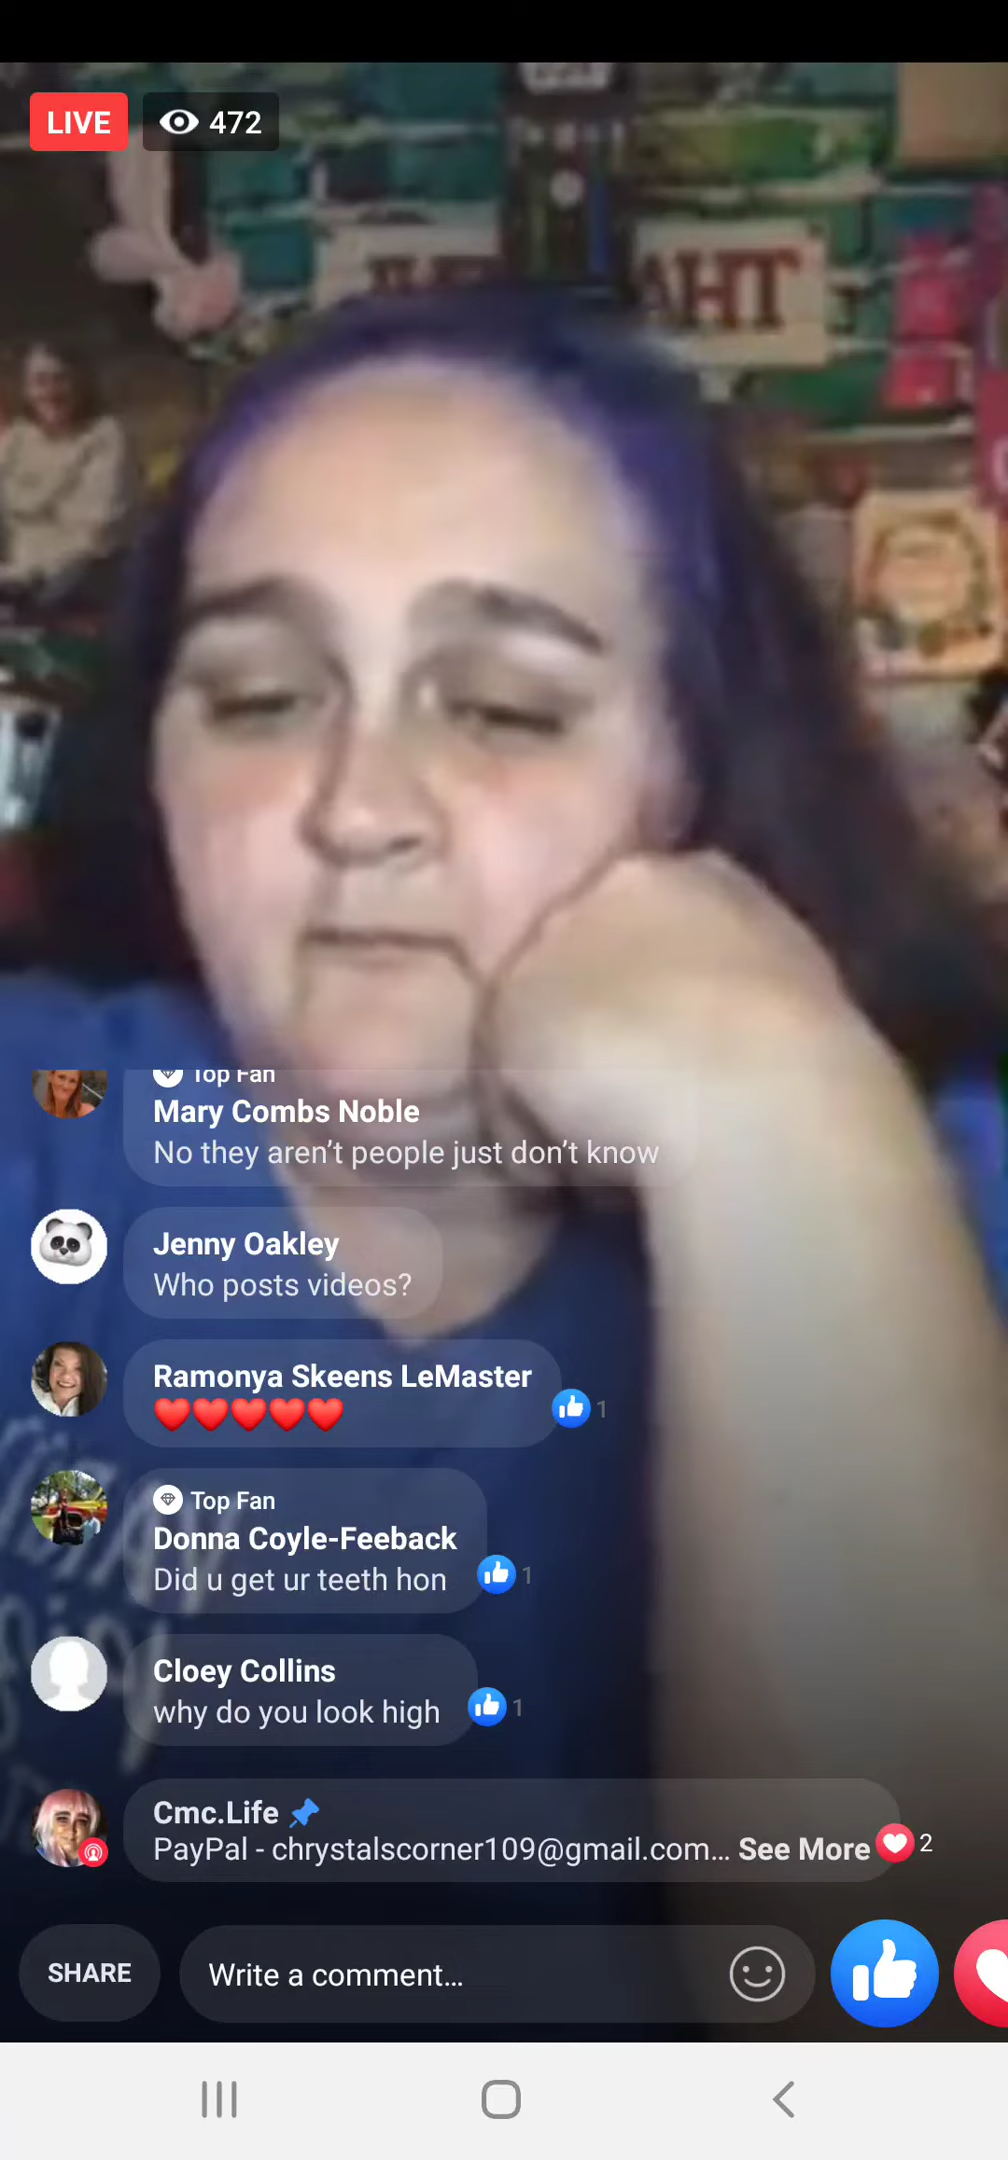 LIVE
472
Top Fan
Mary Combs Noble
No they aren't people just don't know
Jenny Oakley
Who posts videos?
Ramonya Skeens LeMaster
❤️❤️❤️❤️❤️
1
Top Fan
Donna Coyle-Feeback
Did u get ur teeth hon
1
Cloey Collins
why do you look high
1
Cmc.Life
PayPal - chrystalscorner109@gmail.com... See More
2
SHARE
Write a comment...